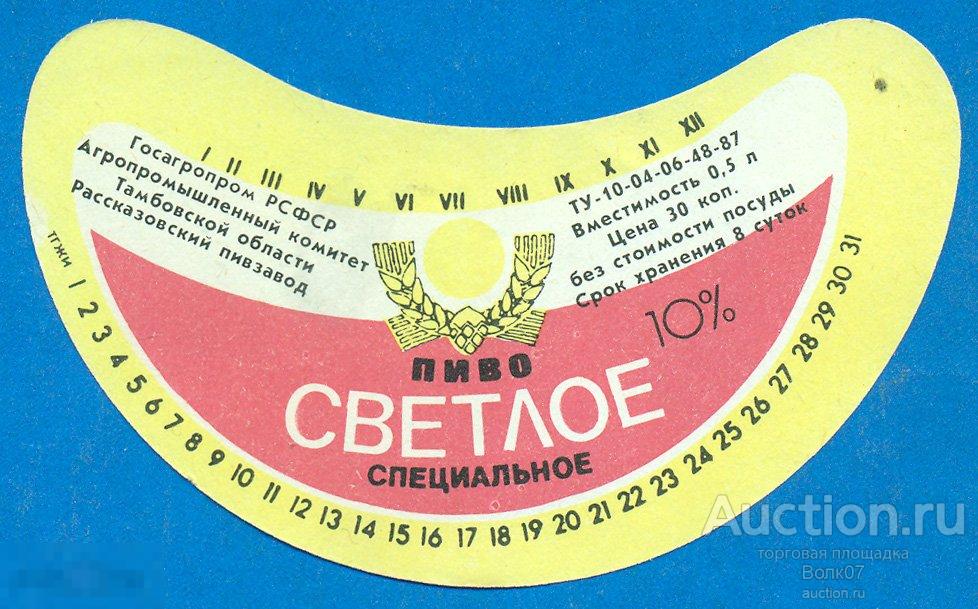 Госагропром РСФСР
Агропромышленный комитет
Тамбовской области
Рассказовский пивзавод
I II III IV V VI VII VIII IX X XI XII
ТУ-10-04-06-48-87
Вместимость 0,5 л
Цена 30 коп.
без стоимости посуды
Срок хранения 8 суток
10%
ПИВО
СВЕТЛОЕ
СПЕЦИАЛЬНОЕ
1 2 3 4 5 6 7 8 9 10 11 12 13 14 15 16 17 18 19 20 21 22 23 24 25 26 27 28 29 30 31
Auction.ru
торговая площадка
Волк07
auction.ru